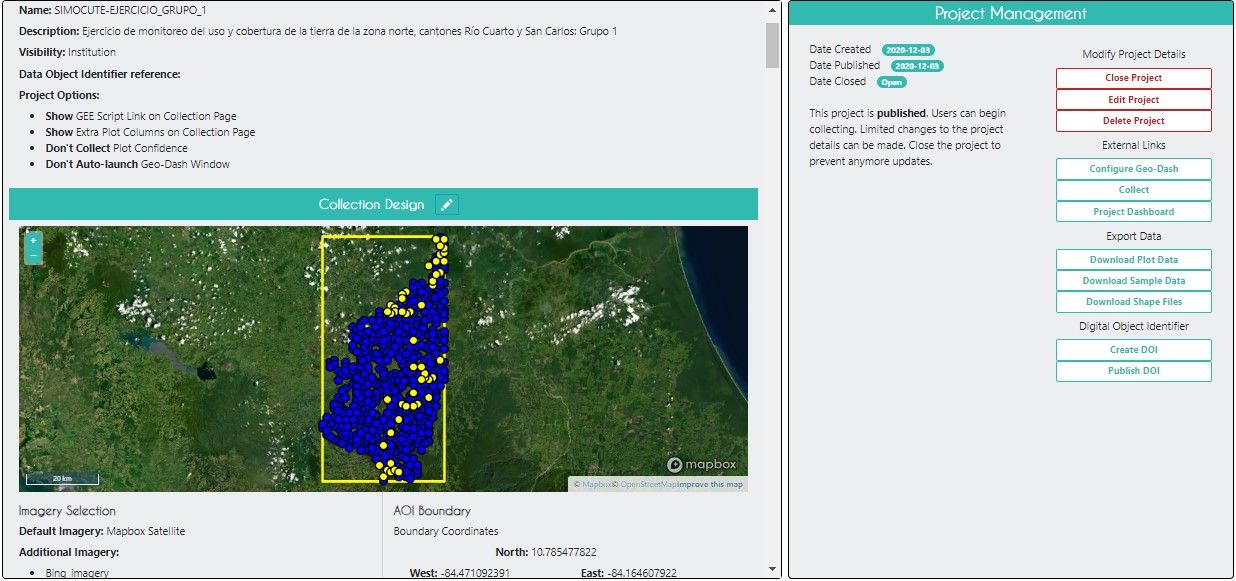 Name: SIMOCUTE-EJERCICIO_GRUPO_1
Description: Ejercicio de monitoreo del uso y cobertura de la tierra de la zona norte, cantones Río Cuarto y San Carlos: Grupo 1
Visibility: Institution
Data Object Identifier reference:
Project Options:
• Show GEE Script Link on Collection Page
• Show Extra Plot Columns on Collection Page
• Don't Collect Plot Confidence
• Don't Auto-launch Geo-Dash Window
Collection Design
+
−
20 km
mapbox
© Mapbox© OpenStreetMapImprove this map
Imagery Selection
Default Imagery: Mapbox Satellite
Additional Imagery:
• Bing_imagery
AOI Boundary
Boundary Coordinates
North: 10.785477822
West: -84.471092391 East: -84.164607922
Project Management
Date Created 2020-12-03
Date Published 2020-12-03
Date Closed Open
This project is published. Users can begin
collecting. Limited changes to the project
details can be made. Close the project to
prevent anymore updates.
Modify Project Details
Close Project
Edit Project
Delete Project
External Links
Configure Geo-Dash
Collect
Project Dashboard
Export Data
Download Plot Data
Download Sample Data
Download Shape Files
Digital Object Identifier
Create DOI
Publish DOI